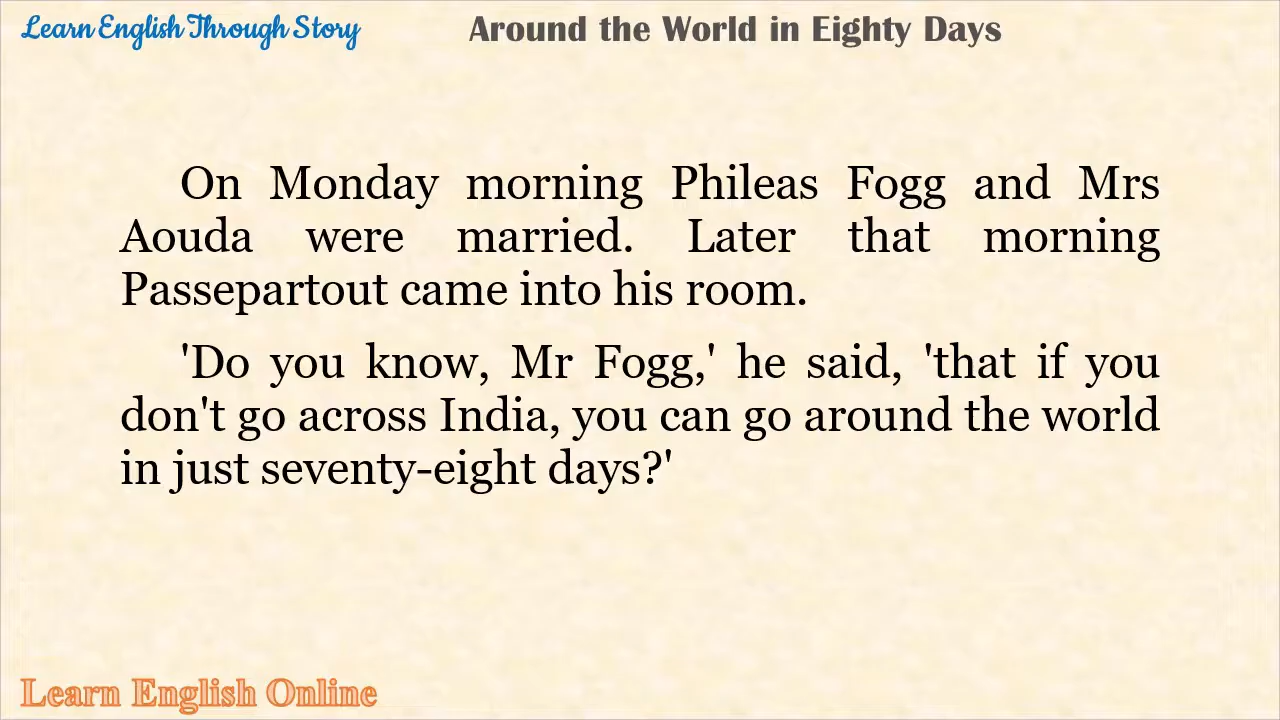 Learn English Through Story
Around the World in Eighty Days
On Monday morning Phileas Fogg and Mrs
Aouda were married. Later that morning
Passepartout came into his room.
'Do you know, Mr Fogg,' he said, 'that if you
don't go across India, you can go around the world
in just seventy-eight days?'
Learn English Online